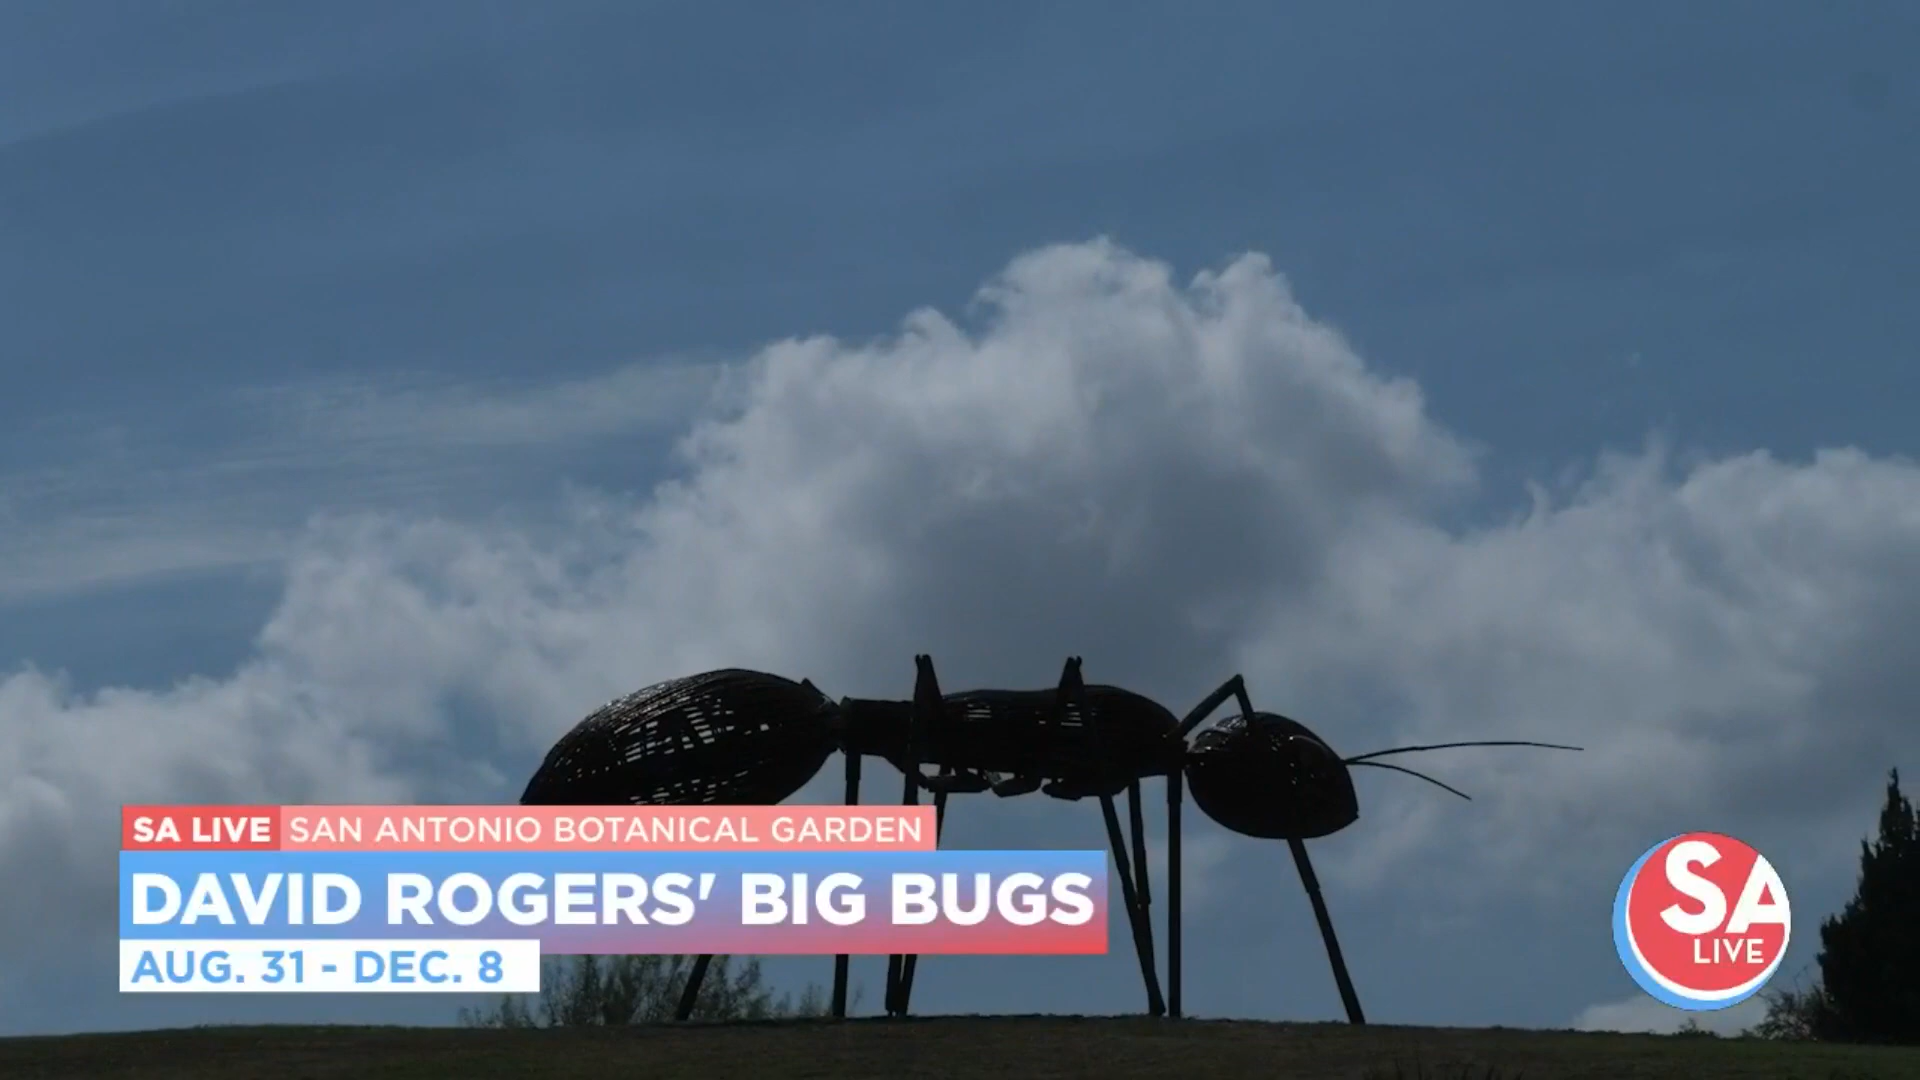 SA LIVE SAN ANTONIO BOTANICAL GARDEN
DAVID ROGERS' BIG BUGS
AUG. 31 - DEC. 8
SA
LIVE